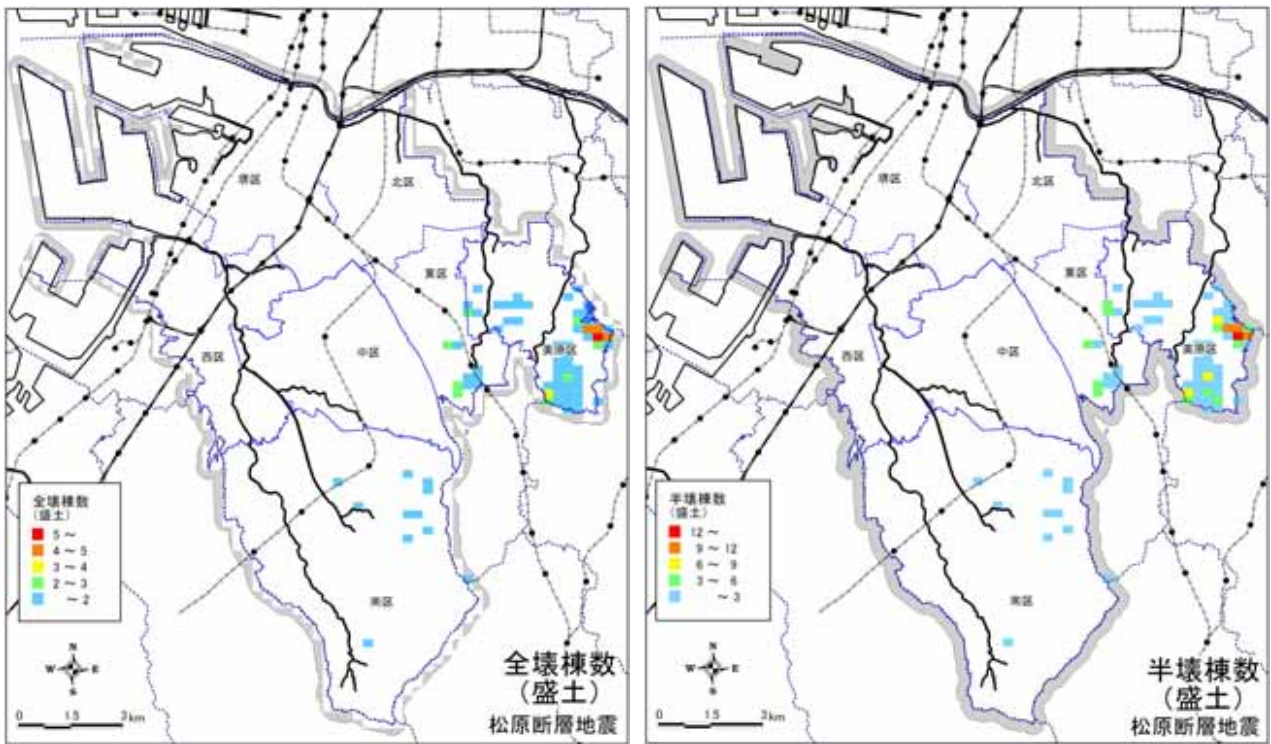 堺区
北区
東区
美原区
西区
中区
南区
全壊棟数
(盛土)
5 ~
4 ~ 5
3 ~ 4
2 ~ 3
~ 2
N
W E
S
0 1.5 3km
全壊棟数
(盛土)
松原断層地震
堺区
北区
東区
美原区
西区
中区
南区
半壊棟数
(盛土)
12 ~
9 ~ 12
6 ~ 9
3 ~ 6
~ 3
N
W E
S
0 1.5 3km
半壊棟数
(盛土)
松原断層地震